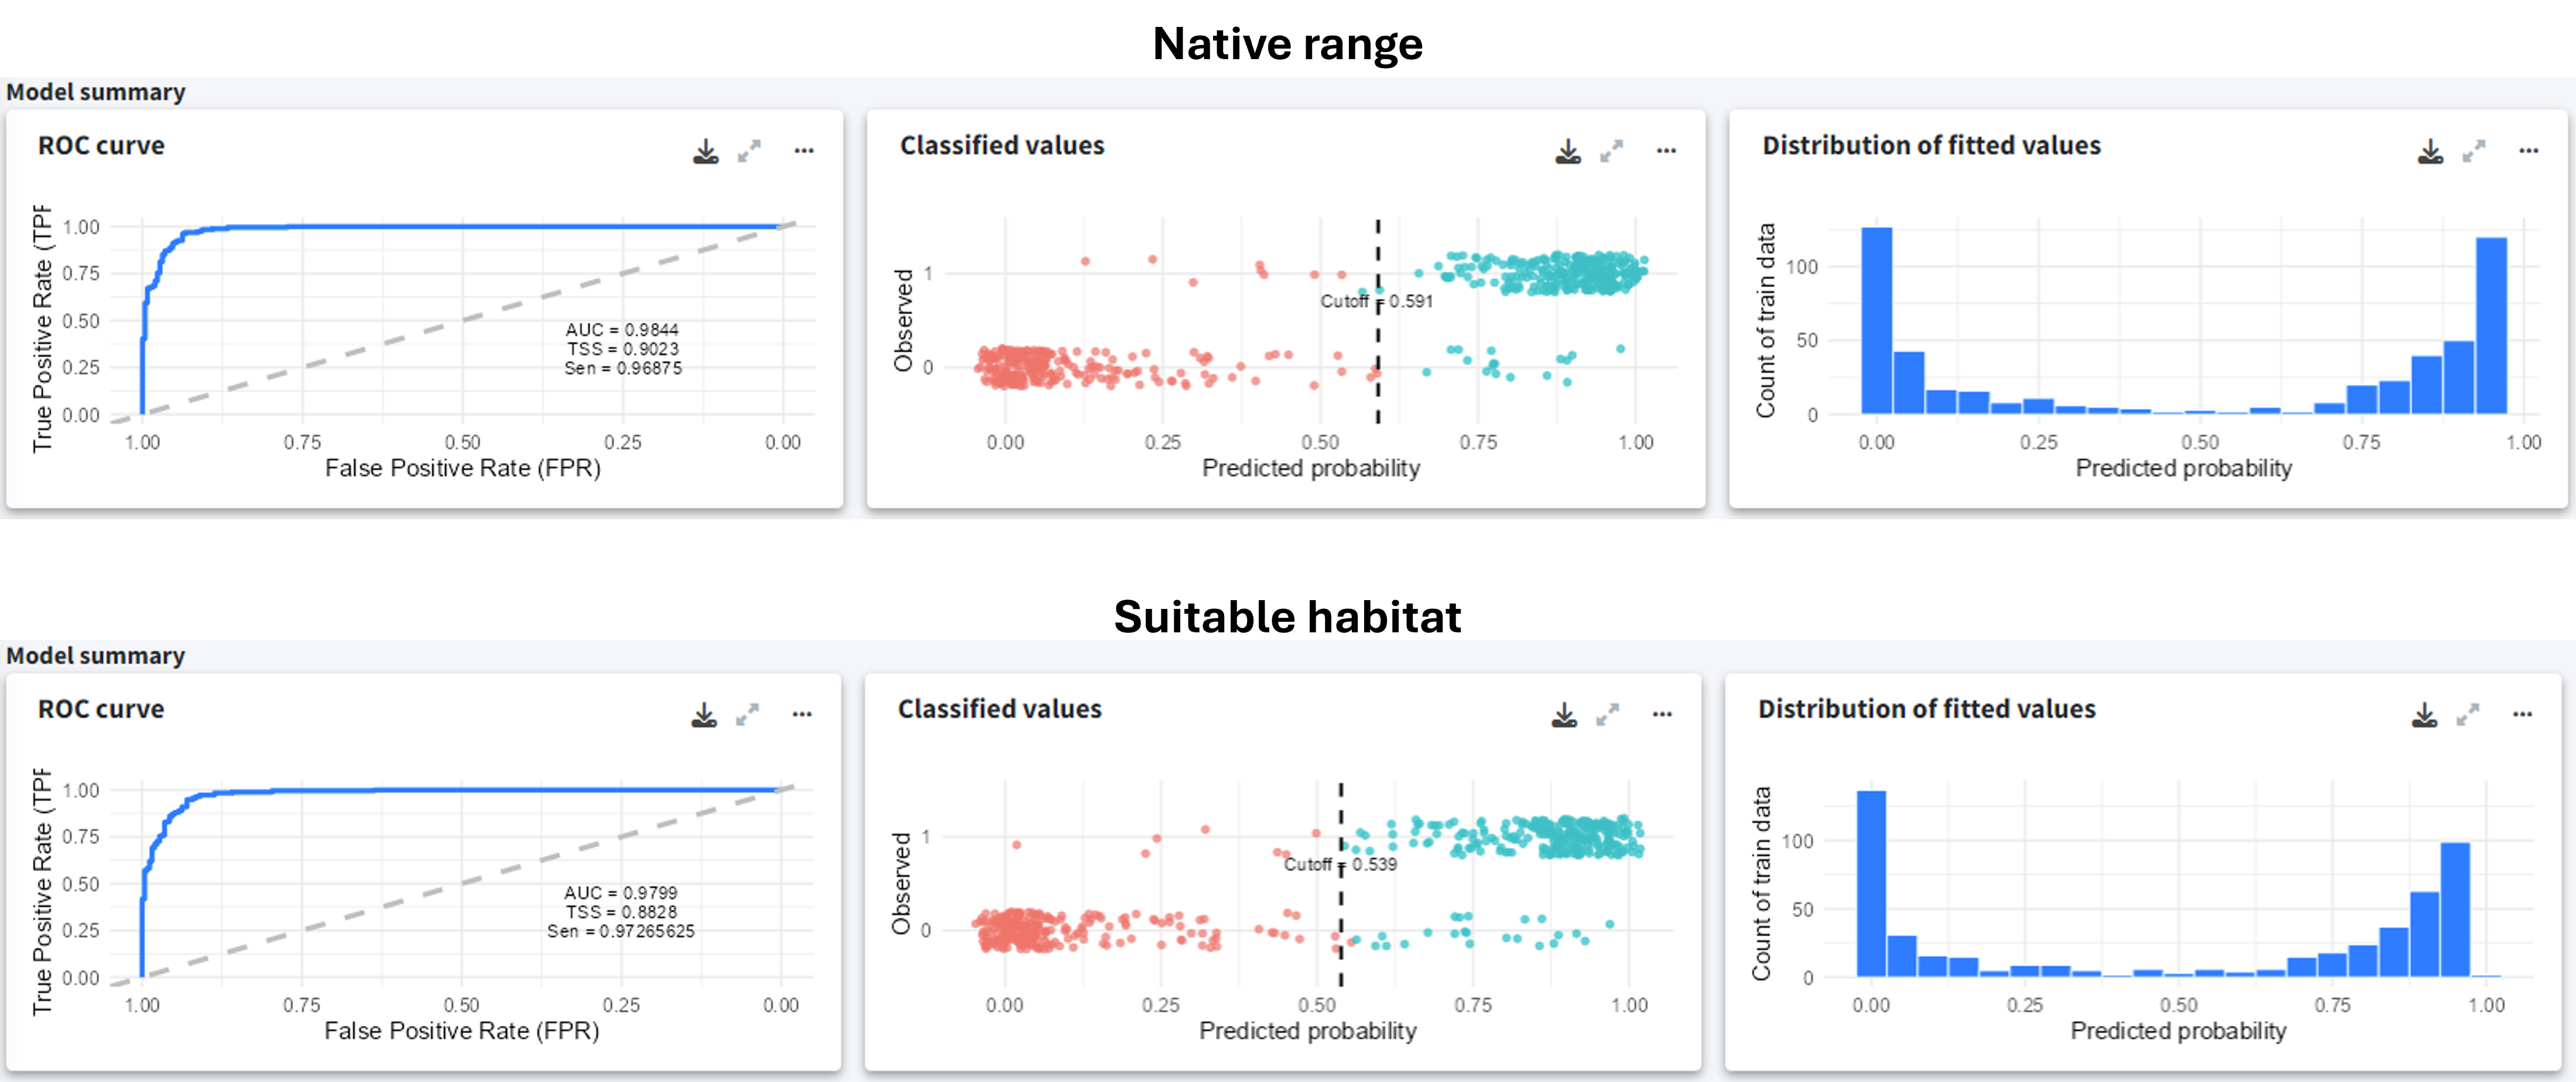 Native range
Model summary
ROC curve
True Positive Rate (TPF
1.00
0.75
0.50
0.25
0.00
AUC = 0.9844
TSS = 0.9023
Sen = 0.96875
1.00 0.75 0.50 0.25 0.00
False Positive Rate (FPR)
Classified values
Observed
1
0
Cutoff = 0.591
0.00 0.25 0.50 0.75 1.00
Predicted probability
Distribution of fitted values
Count of train data
100
50
0
0.00 0.25 0.50 0.75 1.00
Predicted probability
Suitable habitat
Model summary
ROC curve
True Positive Rate (TPF
1.00
0.75
0.50
0.25
0.00
AUC = 0.9799
TSS = 0.8828
Sen = 0.97265625
1.00 0.75 0.50 0.25 0.00
False Positive Rate (FPR)
Classified values
Observed
1
0
Cutoff = 0.539
0.00 0.25 0.50 0.75 1.00
Predicted probability
Distribution of fitted values
Count of train data
100
50
0
0.00 0.25 0.50 0.75 1.00
Predicted probability